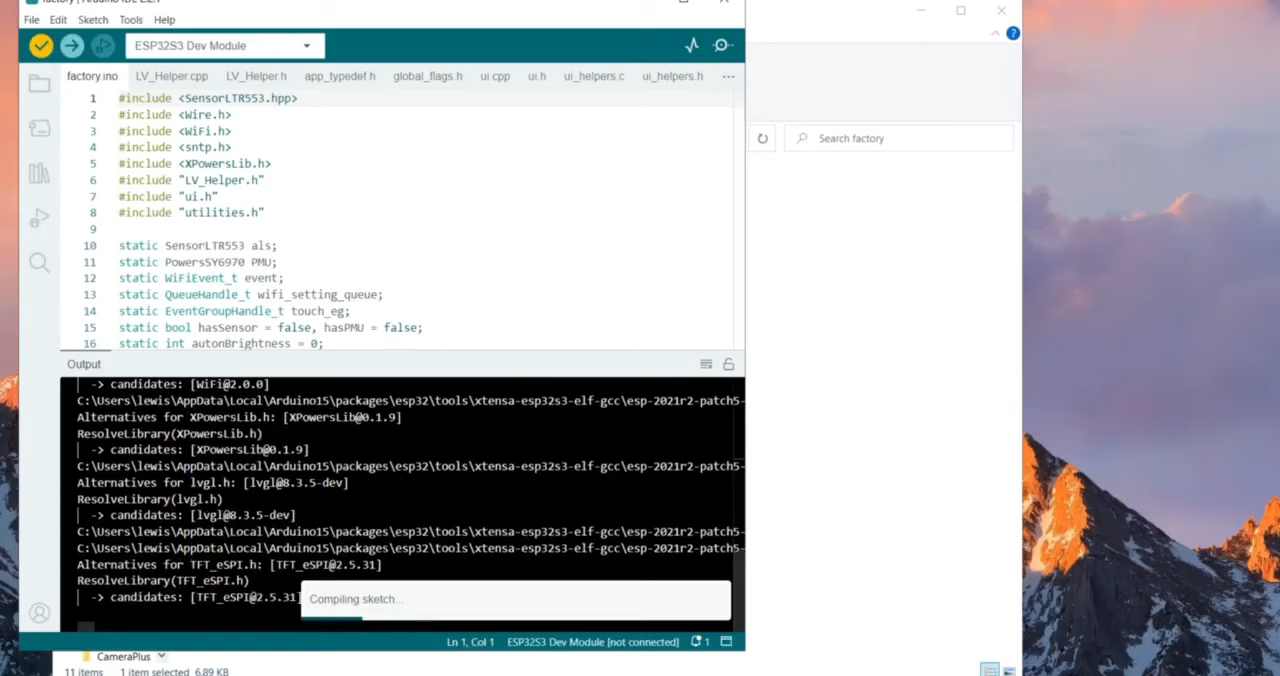 factory | Arduino IDE 2.2.1
File Edit Sketch Tools Help
ESP32S3 Dev Module
factory.ino LV_Helper.cpp LV_Helper.h app_typedef.h global_flags.h ui.cpp ui.h ui_helpers.c ui_helpers.h ...
1 #include <SensorLTR553.hpp>
2 #include <Wire.h>
3 #include <WiFi.h>
4 #include <sntp.h>
5 #include <XPowersLib.h>
6 #include "LV_Helper.h"
7 #include "ui.h"
8 #include "utilities.h"
9
10 static SensorLTR553 als;
11 static PowersSY6970 PMU;
12 static WiFiEvent_t event;
13 static QueueHandle_t wifi_setting_queue;
14 static EventGroupHandle_t touch_eg;
15 static bool hasSensor = false, hasPMU = false;
16 static int autonBrightness = 0;
Search factory
Output
| -> candidates: [WiFi@2.0.0]
C:\Users\lewis\AppData\Local\Arduino15\packages\esp32\tools\xtensa-esp32s3-elf-gcc\esp-2021r2-patch5-
Alternatives for XPowersLib.h: [XPowersLib@0.1.9]
ResolveLibrary(XPowersLib.h)
| -> candidates: [XPowersLib@0.1.9]
C:\Users\lewis\AppData\Local\Arduino15\packages\esp32\tools\xtensa-esp32s3-elf-gcc\esp-2021r2-patch5-
Alternatives for lvgl.h: [lvgl@8.3.5-dev]
ResolveLibrary(lvgl.h)
| -> candidates: [lvgl@8.3.5-dev]
C:\Users\lewis\AppData\Local\Arduino15\packages\esp32\tools\xtensa-esp32s3-elf-gcc\esp-2021r2-patch5-
C:\Users\lewis\AppData\Local\Arduino15\packages\esp32\tools\xtensa-esp32s3-elf-gcc\esp-2021r2-patch5-
Alternatives for TFT_eSPI.h: [TFT_eSPI@2.5.31]
ResolveLibrary(TFT_eSPI.h)
| -> candidates: [TFT_eSPI@2.5.31]
Compiling sketch...
Ln 1, Col 1 ESP32S3 Dev Module [not connected] 1
CameraPlus
11 items 1 item selected 6.89 KB